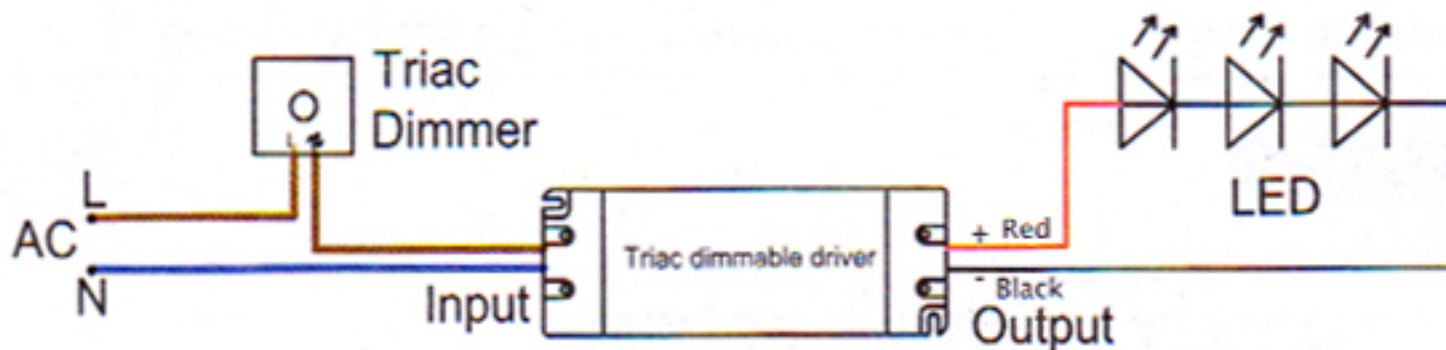 Triac
Dimmer
L
L
AC
N
Input
Triac dimmable driver
+ Red
- Black
Output
LED